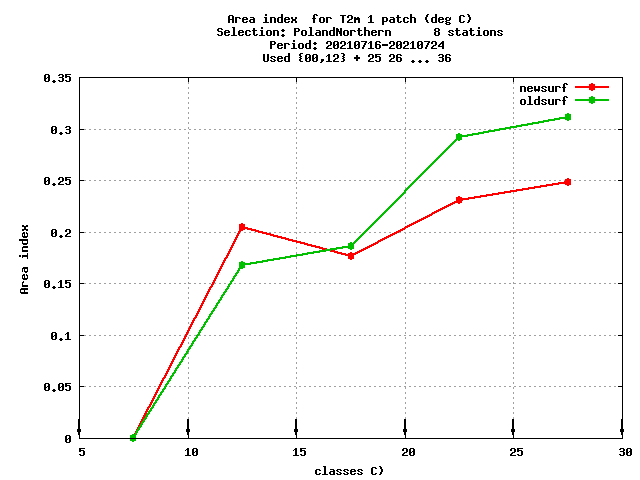 Area index  for T2m 1 patch (deg C)
Selection: PolandNorthern      8 stations
Period: 20210716-20210724
Used {00,12} + 25 26 ... 36
newsurf
oldsurf
0.35
0.3
0.25
0.2
0.15
0.1
0.05
0
Area index
5 10 15 20 25 30
classes C)